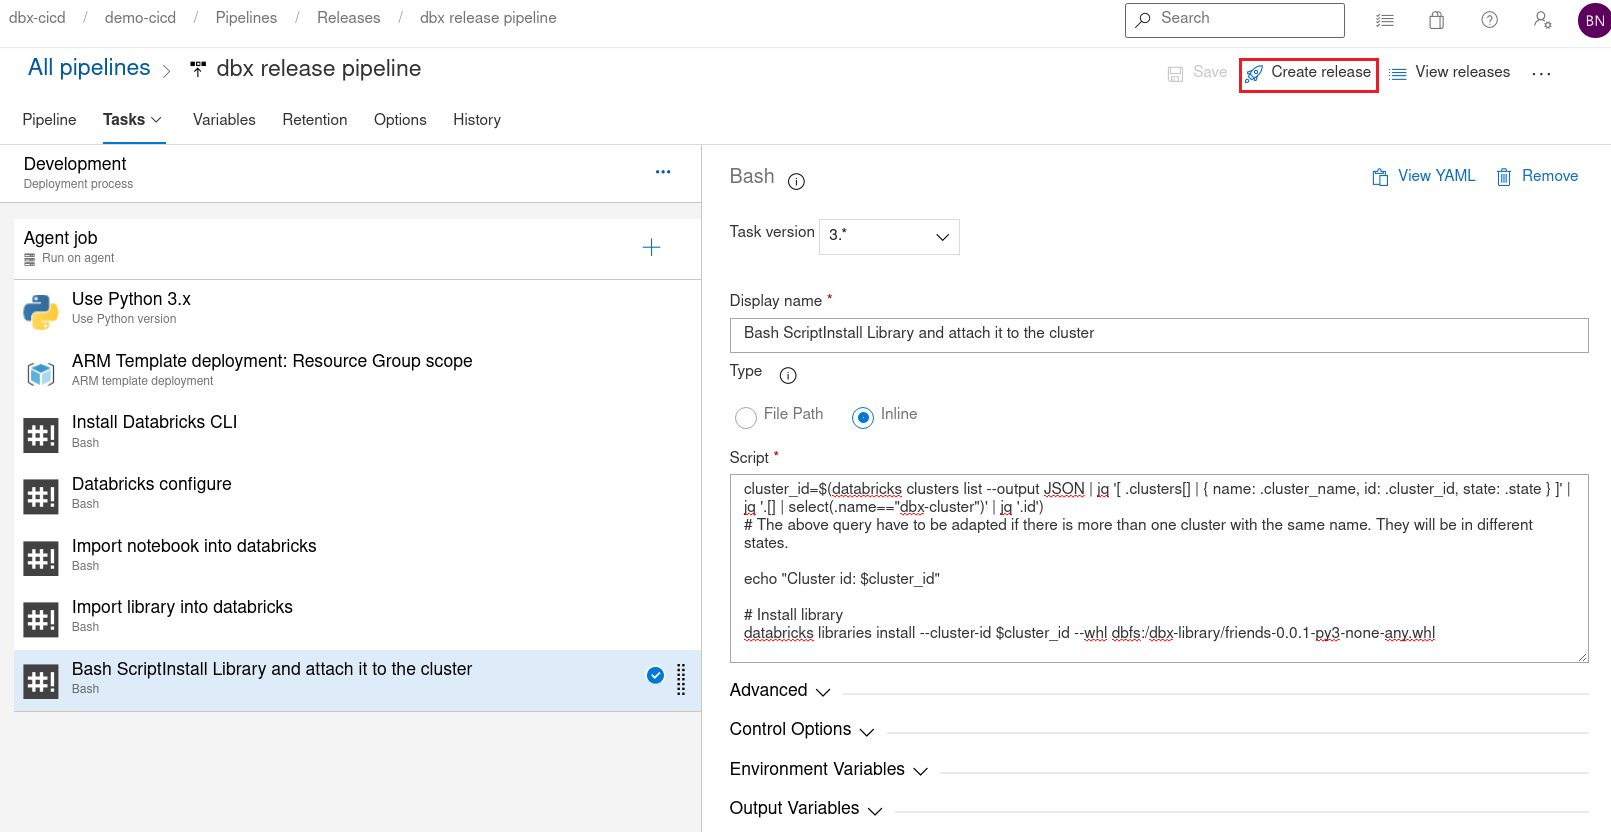 dbx-cicd / demo-cicd / Pipelines / Releases / dbx release pipeline
Search
BN
All pipelines > dbx release pipeline
Save
Create release
View releases
...
Pipeline
Tasks
Variables
Retention
Options
History
Development
Deployment process
Agent job
Run on agent
Use Python 3.x
Use Python version
ARM Template deployment: Resource Group scope
ARM template deployment
#!
Install Databricks CLI
Bash
#!
Databricks configure
Bash
#!
Import notebook into databricks
Bash
#!
Import library into databricks
Bash
#!
Bash ScriptInstall Library and attach it to the cluster
Bash
Bash
View YAML
Remove
Task version
3.*
Display name *
Bash ScriptInstall Library and attach it to the cluster
Type
File Path
Inline
Script *
cluster_id=$(databricks clusters list --output JSON | jq '[ .clusters[] | { name: .cluster_name, id: .cluster_id, state: .state } ]' |
jq '.[] | select(.name=="dbx-cluster")' | jq '.id')
# The above query have to be adapted if there is more than one cluster with the same name. They will be in different
states.
echo "Cluster id: $cluster_id"
# Install library
databricks libraries install --cluster-id $cluster_id --whl dbfs:/dbx-library/friends-0.0.1-py3-none-any.whl
Advanced
Control Options
Environment Variables
Output Variables